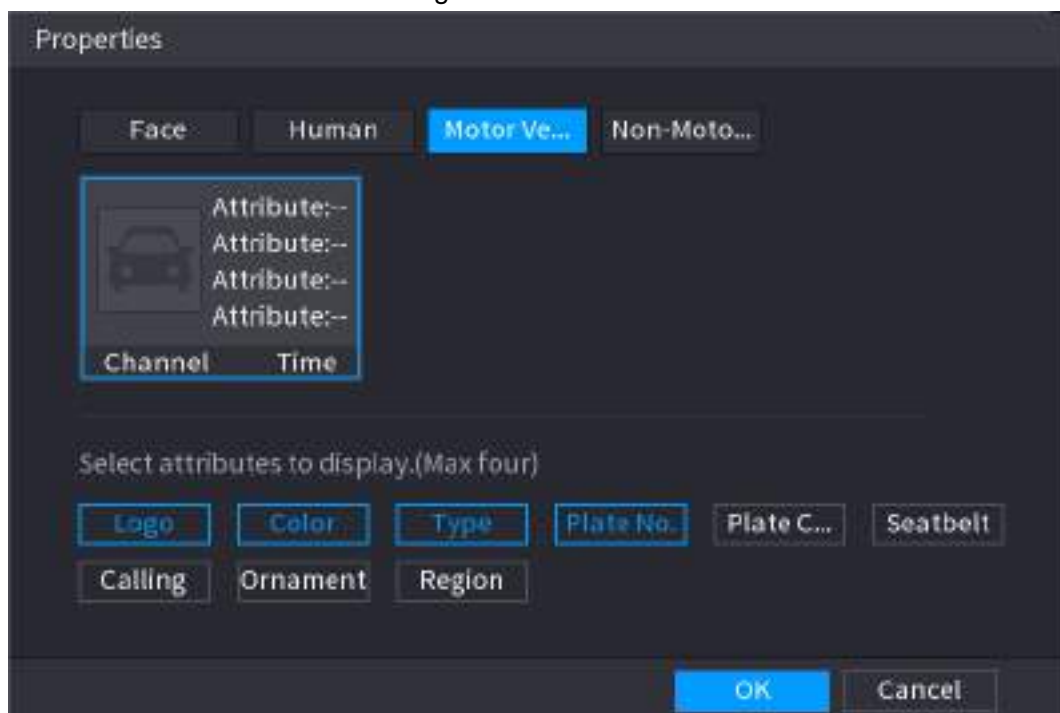 Properties
Face Human Motor Ve... Non-Moto...
Attribute:--
Attribute:--
Attribute:--
Attribute:--
Channel Time
Select attributes to display.(Max four)
Logo Color Type Plate No. Plate C... Seatbelt
Calling Ornament Region
OK Cancel